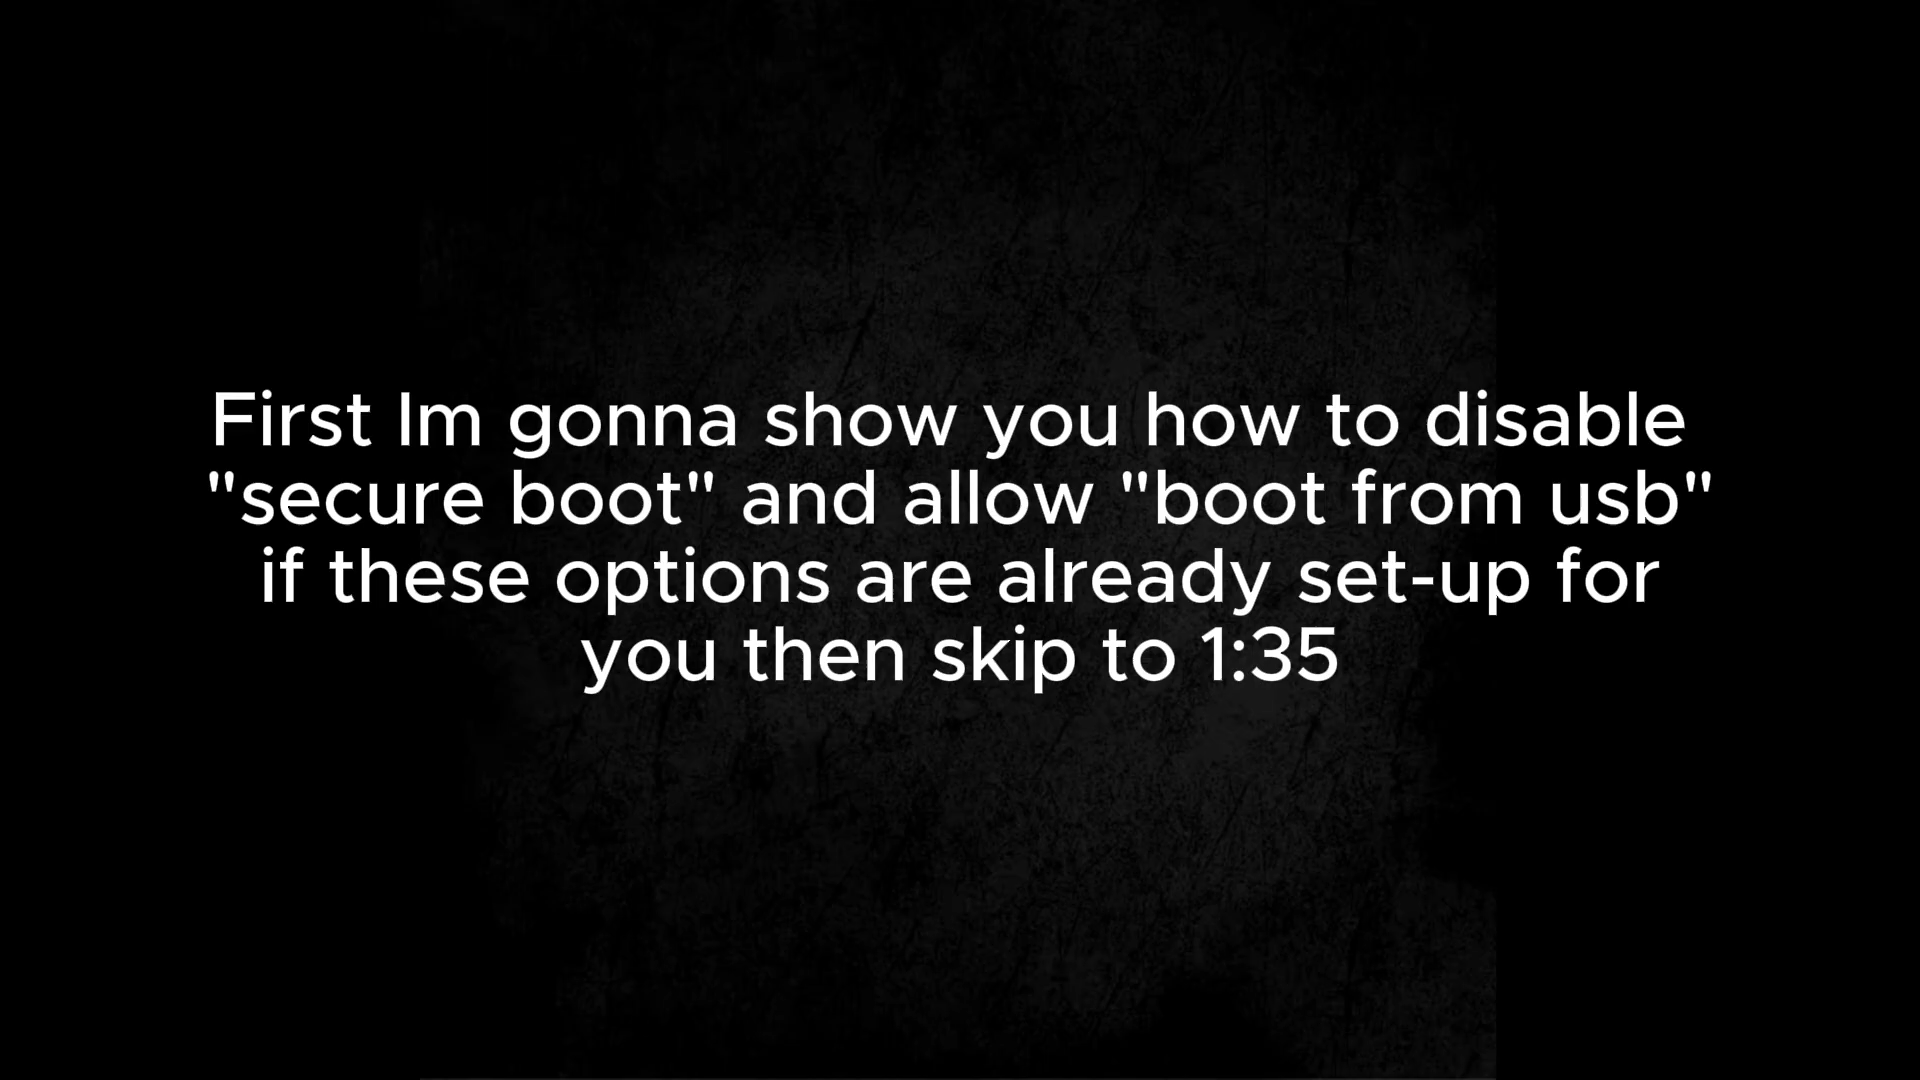 First Im gonna show you how to disable
"secure boot" and allow "boot from usb"
if these options are already set-up for
you then skip to 1:35